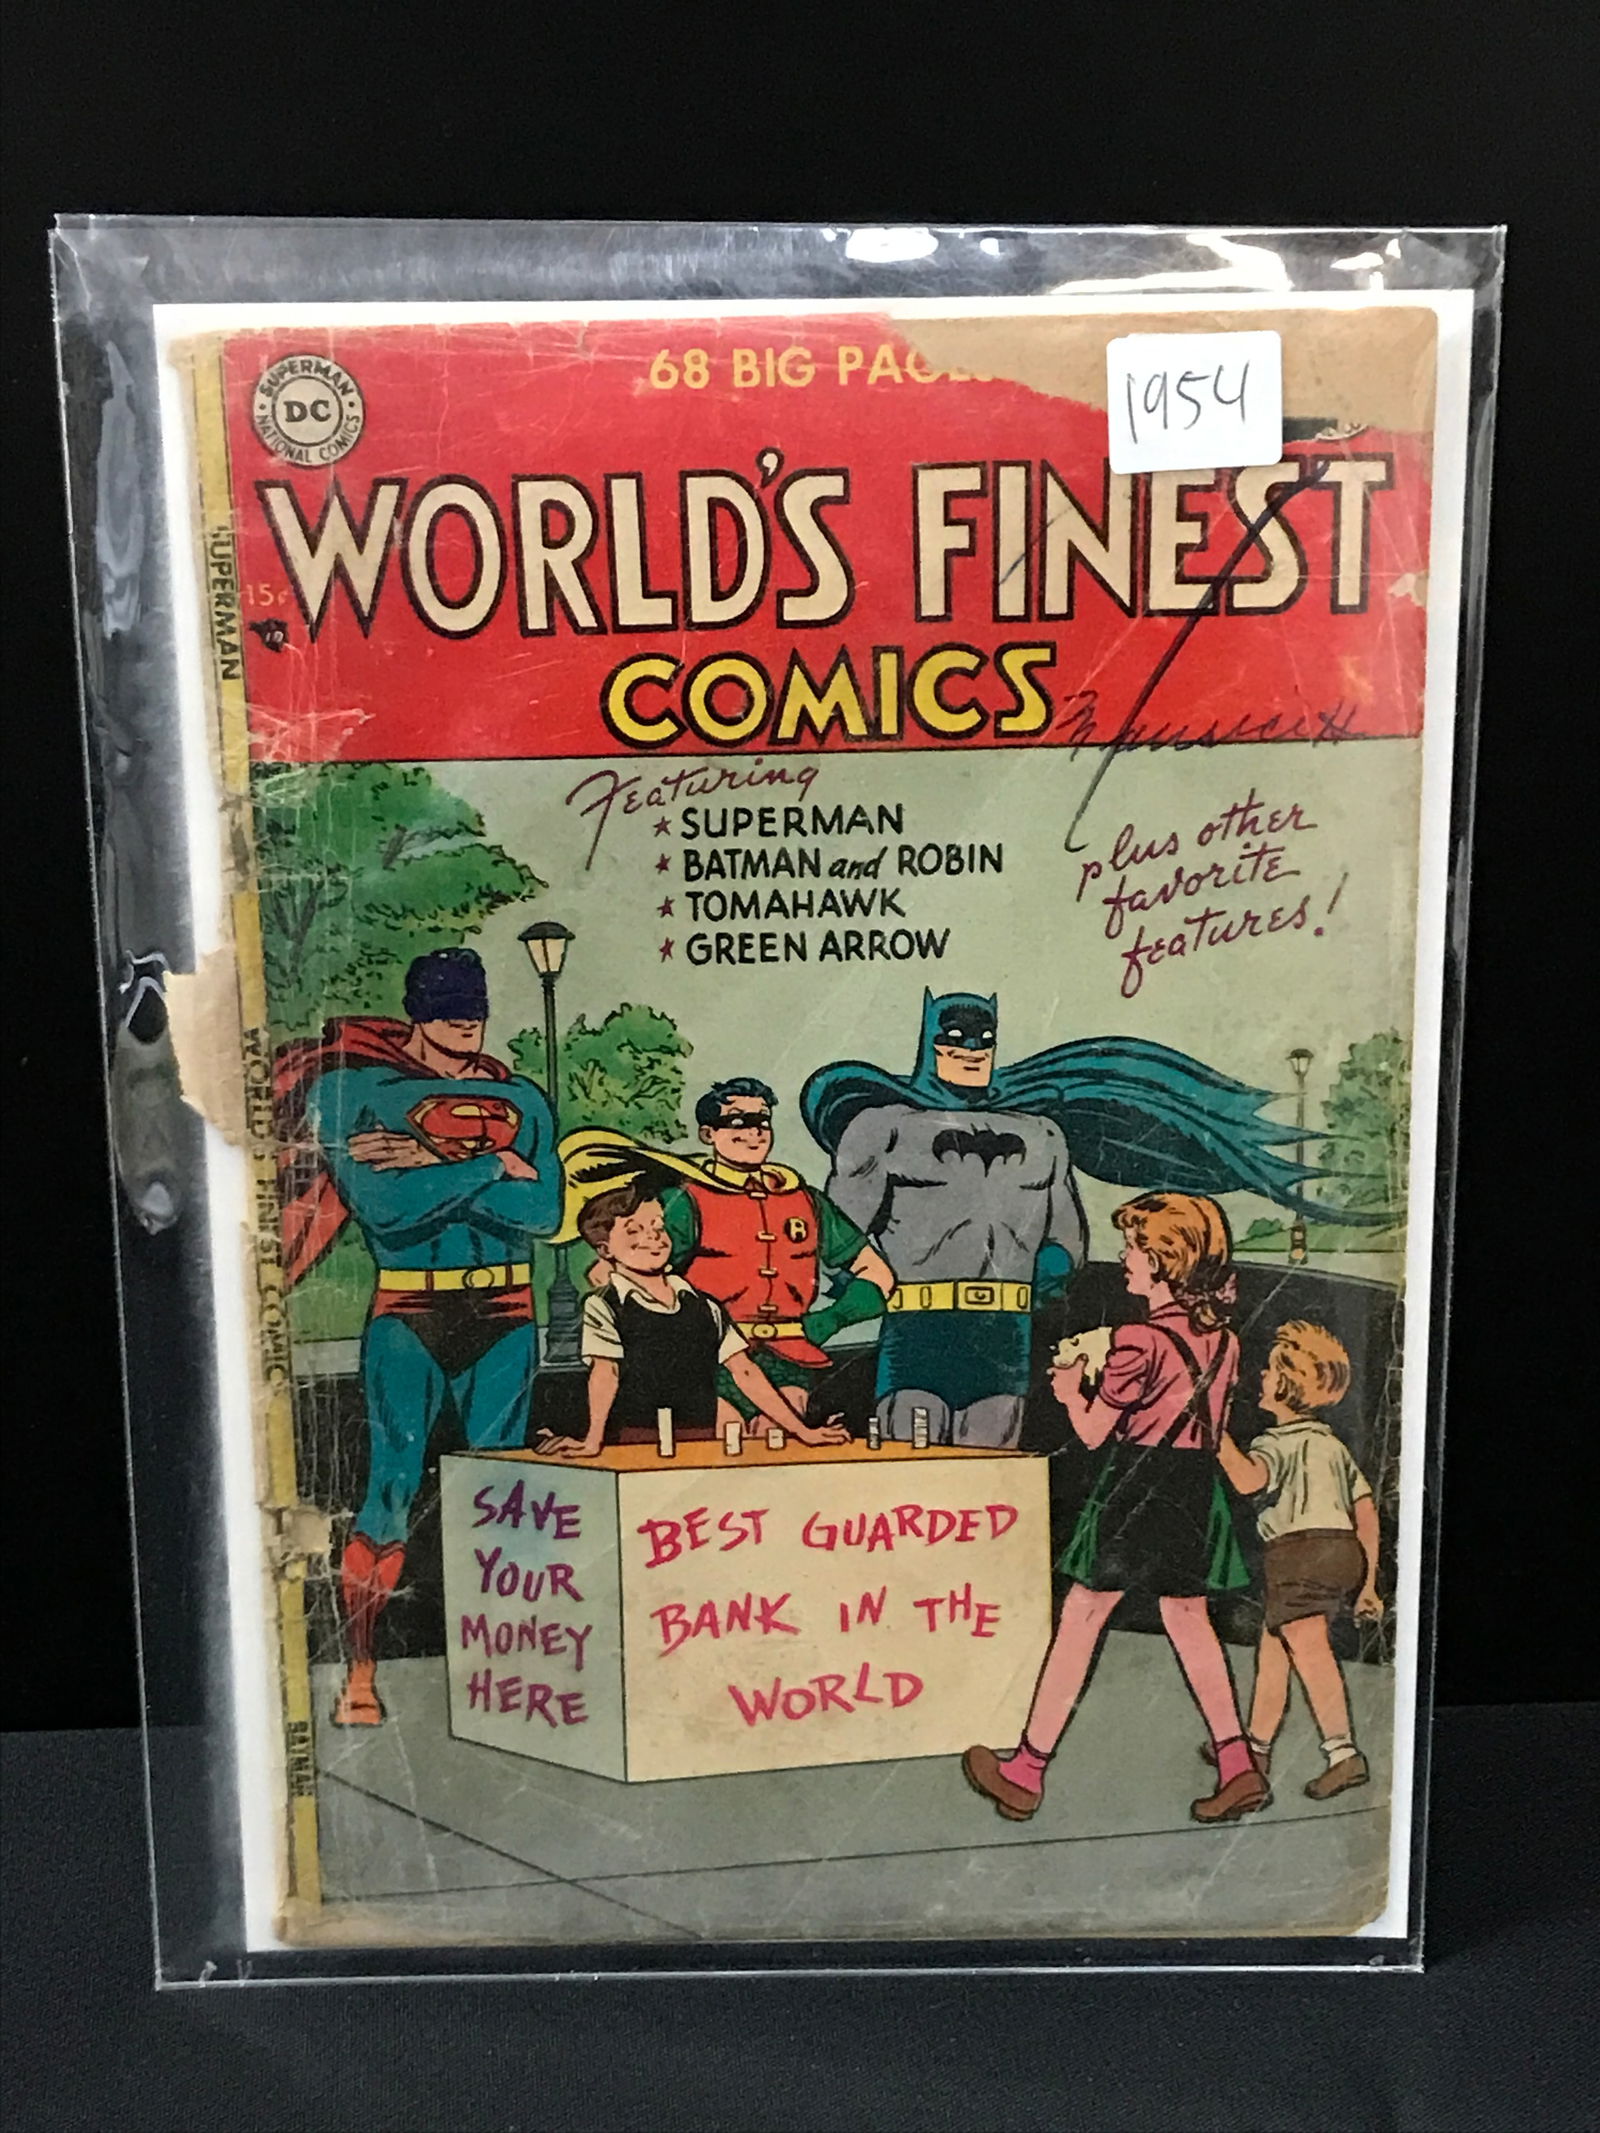 68 BIG PAGES
1954
SUPERMAN
DC
NATIONAL COMICS
WORLD'S FINEST
15¢
COMICS
Featuring
★ SUPERMAN
★ BATMAN and ROBIN
★ TOMAHAWK
★ GREEN ARROW
plus other
favorite
features!
SUPERMAN
WORLD'S FINEST COMIC
BATMAN
R
SAVE
YOUR
MONEY
HERE
BEST GUARDED
BANK IN THE
WORLD